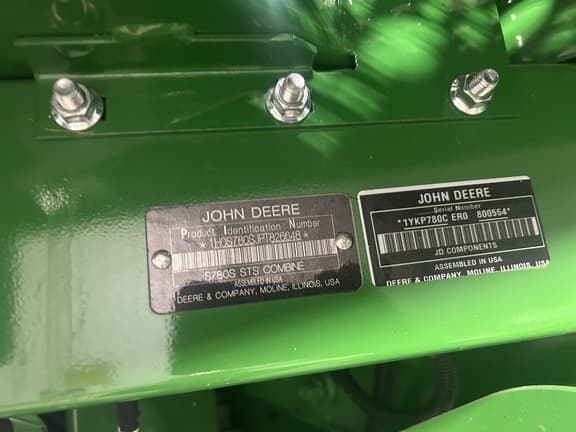 JOHN DEERE
Product Identification Number
*1H0S780SJPT826648*
S780S STS COMBINE
ASSEMBLED IN USA
DEERE & COMPANY, MOLINE, ILLINOIS, USA
JOHN DEERE
Serial Number
*1YKP780C ER0 800554*
JD COMPONENTS
ASSEMBLED IN USA
DEERE & COMPANY, MOLINE, ILLINOIS, USA